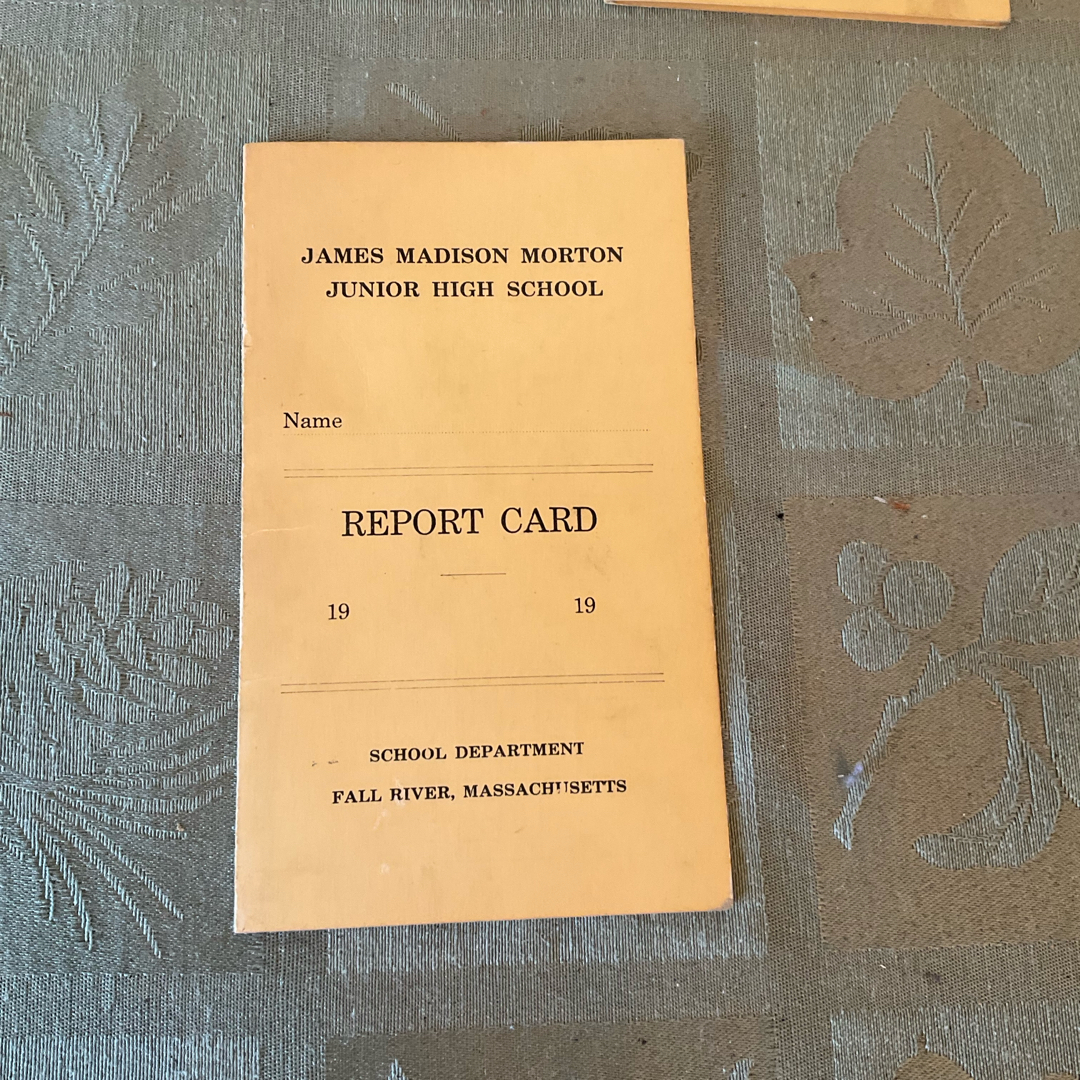 JAMES MADISON MORTON
JUNIOR HIGH SCHOOL
Name
REPORT CARD
19 19
SCHOOL DEPARTMENT
FALL RIVER, MASSACHUSETTS